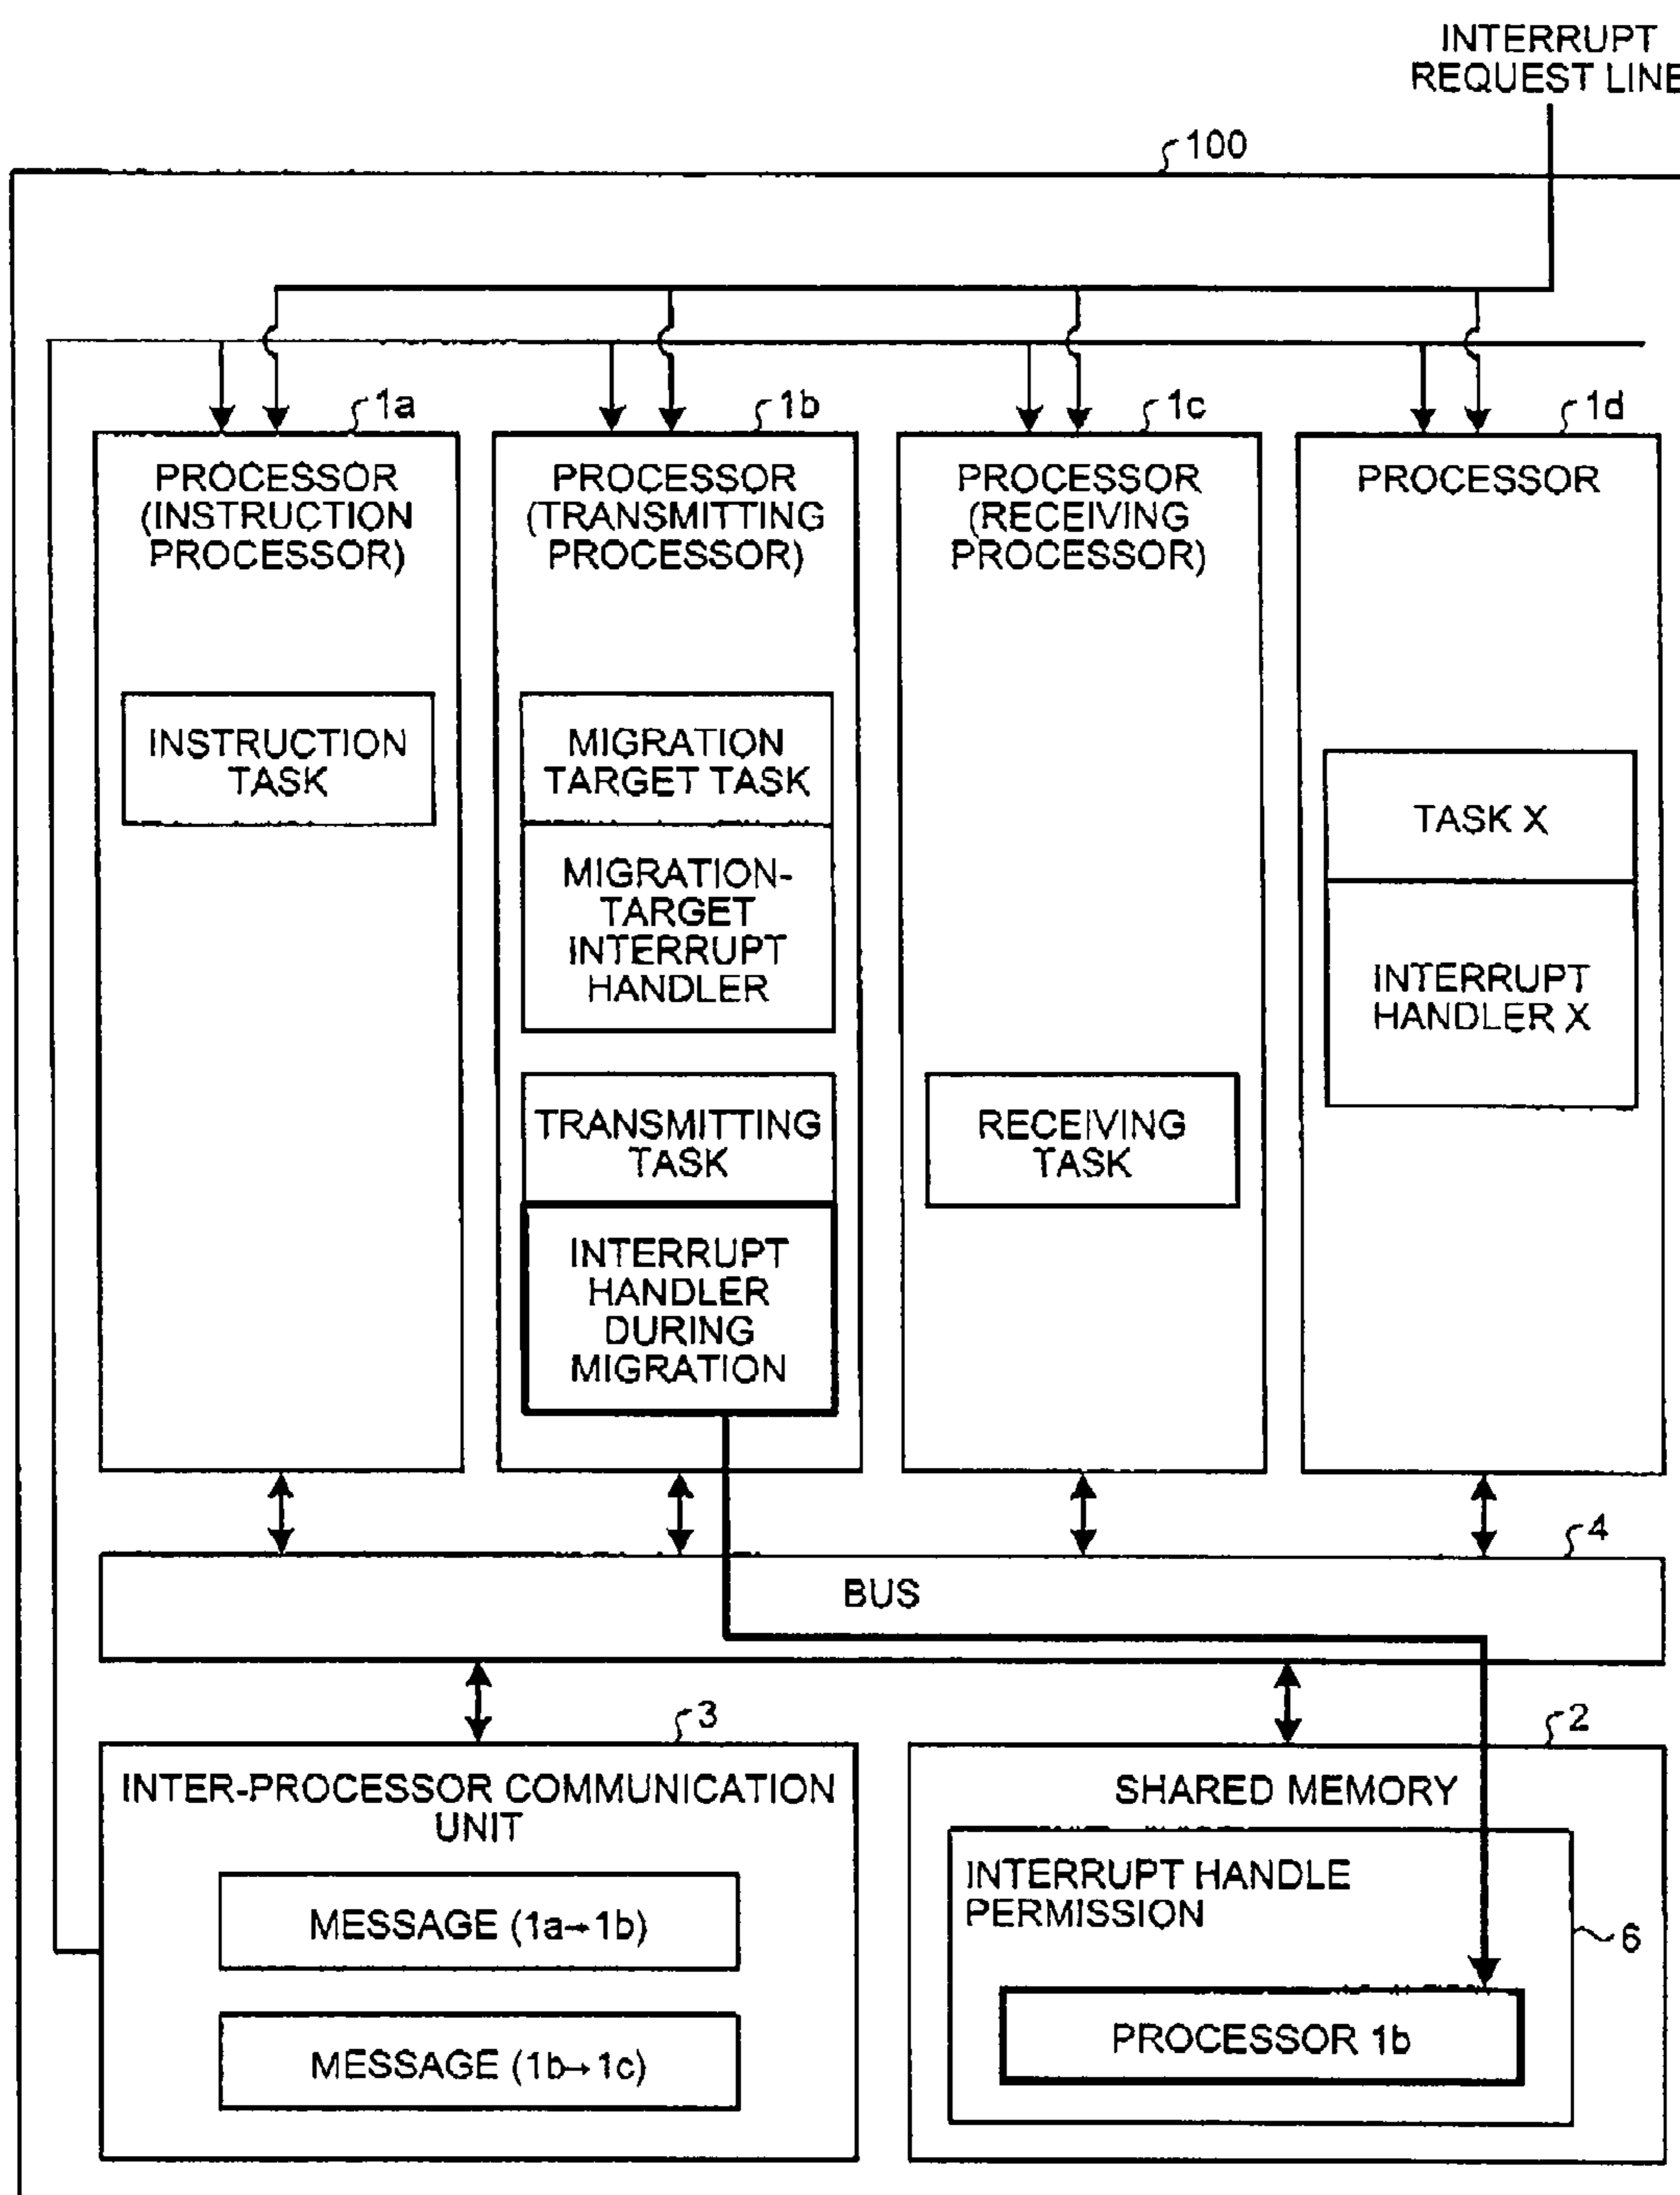 INTERRUPT
REQUEST LINE
100
1a
1b
1c
1d
PROCESSOR
(INSTRUCTION
PROCESSOR)
PROCESSOR
(TRANSMITTING
PROCESSOR)
PROCESSOR
(RECEIVING
PROCESSOR)
PROCESSOR
INSTRUCTION
TASK
MIGRATION
TARGET TASK
MIGRATION-
TARGET
INTERRUPT
HANDLER
TRANSMITTING
TASK
INTERRUPT
HANDLER
DURING
MIGRATION
RECEIVING
TASK
TASK X
INTERRUPT
HANDLER X
4
BUS
3
INTER-PROCESSOR COMMUNICATION
UNIT
MESSAGE (1a→1b)
MESSAGE (1b→1c)
2
SHARED MEMORY
INTERRUPT HANDLE
PERMISSION
6
PROCESSOR 1b